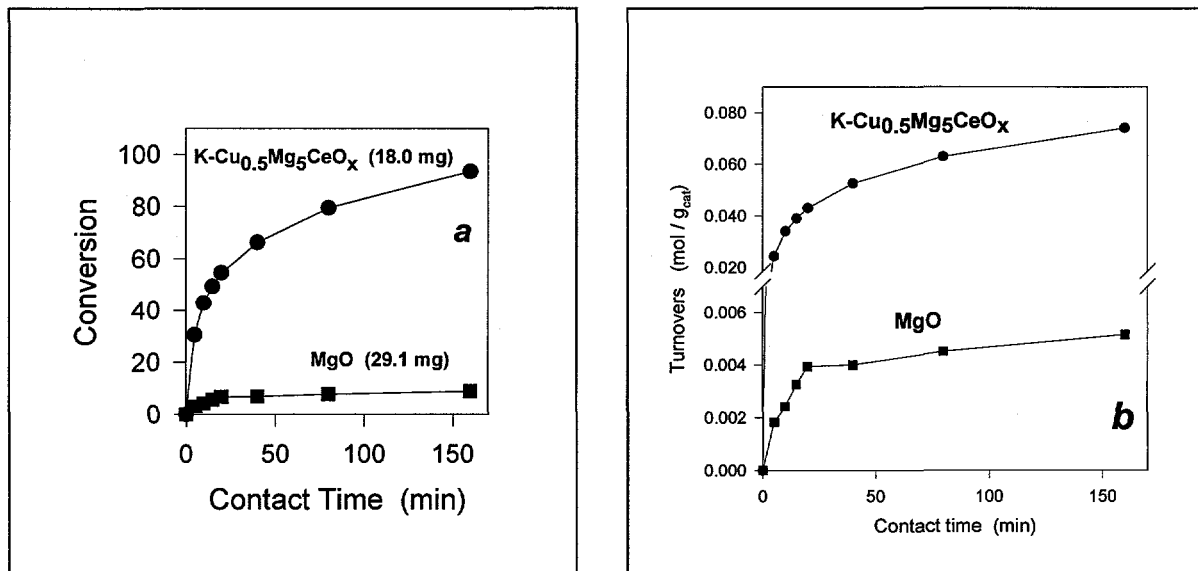 100
80
60
40
20
0
Conversion
K-Cu0.5Mg5CeOx (18.0 mg)
a
MgO (29.1 mg)
0 50 100 150
Contact Time (min)
0.080
0.060
0.040
0.020
0.006
0.004
0.002
0.000
Turnovers (mol / gcat)
K-Cu0.5Mg5CeOx
MgO
b
0 50 100 150
Contact time (min)